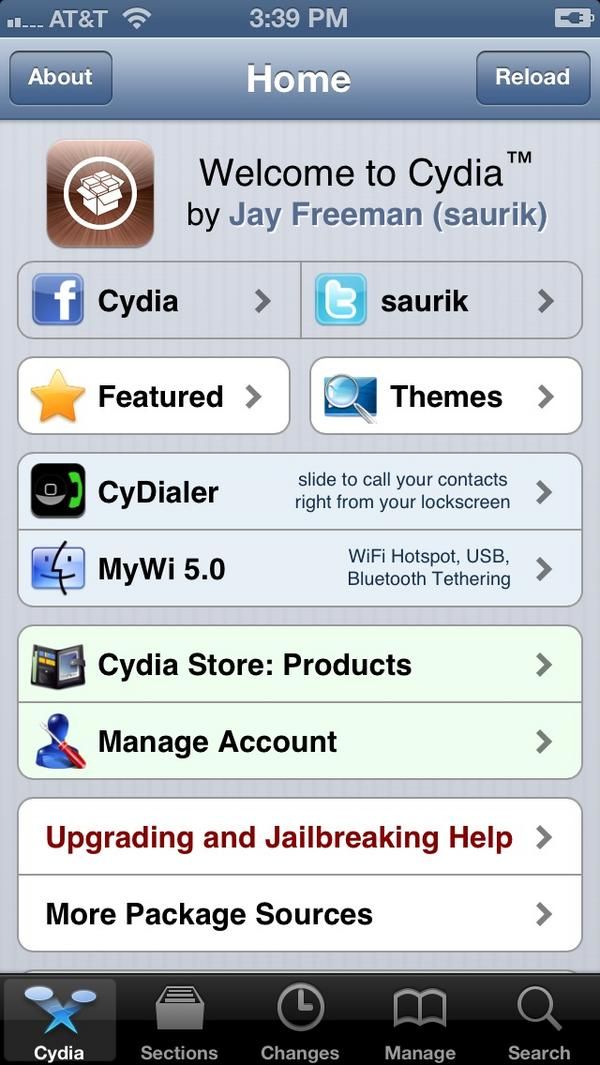 AT&T 3:39 PM
About Home Reload
Welcome to Cydia™
by Jay Freeman (saurik)
Cydia saurik
Featured Themes
CyDialer
slide to call your contacts
right from your lockscreen
MyWi 5.0
WiFi Hotspot, USB,
Bluetooth Tethering
Cydia Store: Products
Manage Account
Upgrading and Jailbreaking Help
More Package Sources
Cydia Sections Changes Manage Search